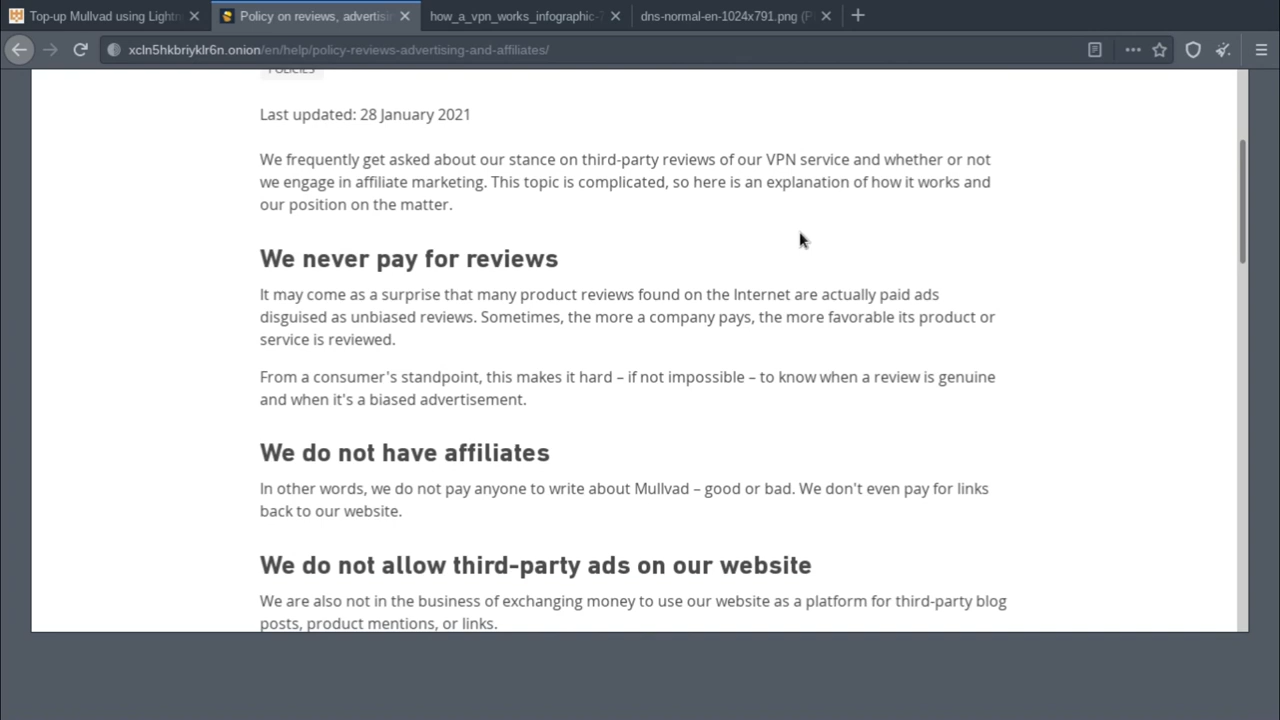 Top-up Mullvad using Lightn
Policy on reviews, advertisin
how_a_vpn_works_infographic-7
dns-normal-en-1024x791.png (P
xcln5hkbriyklr6n.onion/en/help/policy-reviews-advertising-and-affiliates/
POLICIES
Last updated: 28 January 2021
We frequently get asked about our stance on third-party reviews of our VPN service and whether or not
we engage in affiliate marketing. This topic is complicated, so here is an explanation of how it works and
our position on the matter.
We never pay for reviews
It may come as a surprise that many product reviews found on the Internet are actually paid ads
disguised as unbiased reviews. Sometimes, the more a company pays, the more favorable its product or
service is reviewed.
From a consumer's standpoint, this makes it hard – if not impossible – to know when a review is genuine
and when it's a biased advertisement.
We do not have affiliates
In other words, we do not pay anyone to write about Mullvad – good or bad. We don't even pay for links
back to our website.
We do not allow third-party ads on our website
We are also not in the business of exchanging money to use our website as a platform for third-party blog
posts, product mentions, or links.